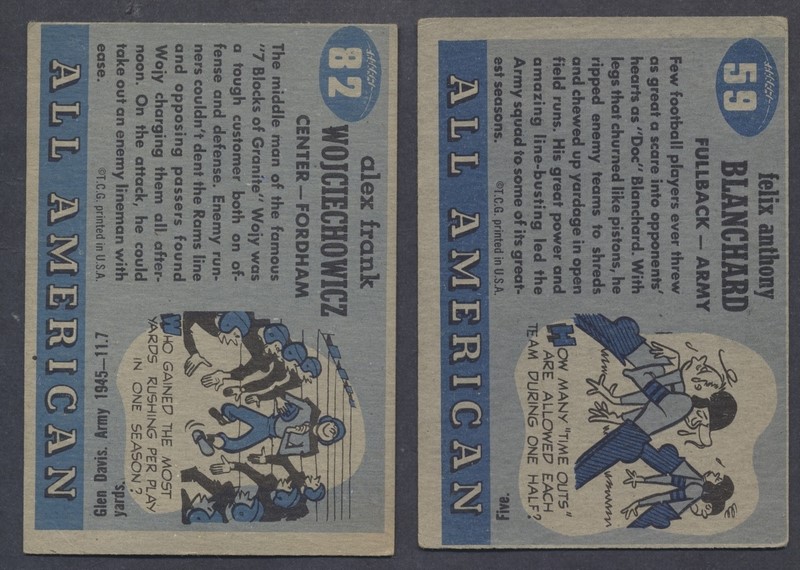 82
alex frank
WOJCIECHOWICZ
CENTER — FORDHAM
The middle man of the famous
"7 Blocks of Granite" Wojy was
a tough customer both on of-
fense and defense. Enemy run-
ners couldn't dent the Rams line
and opposing passers found
Wojy charging them all after-
noon. On the attack, he could
take out an enemy lineman with
ease.
©T.C.G. printed in U.S.A.
ALL AMERICAN
WHO GAINED THE MOST
YARDS RUSHING PER PLAY
IN ONE SEASON?
Glen Davis. Army 1945—11.7
yards.
59
felix anthony
BLANCHARD
FULLBACK — ARMY
Few football players ever threw
as great a scare into opponents'
hearts as "Doc" Blanchard. With
legs that churned like pistons, he
ripped enemy teams to shreds
and chewed up yardage in open
field runs. His great power and
amazing line-busting led the
Army squad to some of its great-
est seasons.
©T.C.G. printed in U.S.A.
ALL AMERICAN
HOW MANY "TIME OUTS"
ARE ALLOWED EACH
TEAM DURING ONE HALF?
Five.